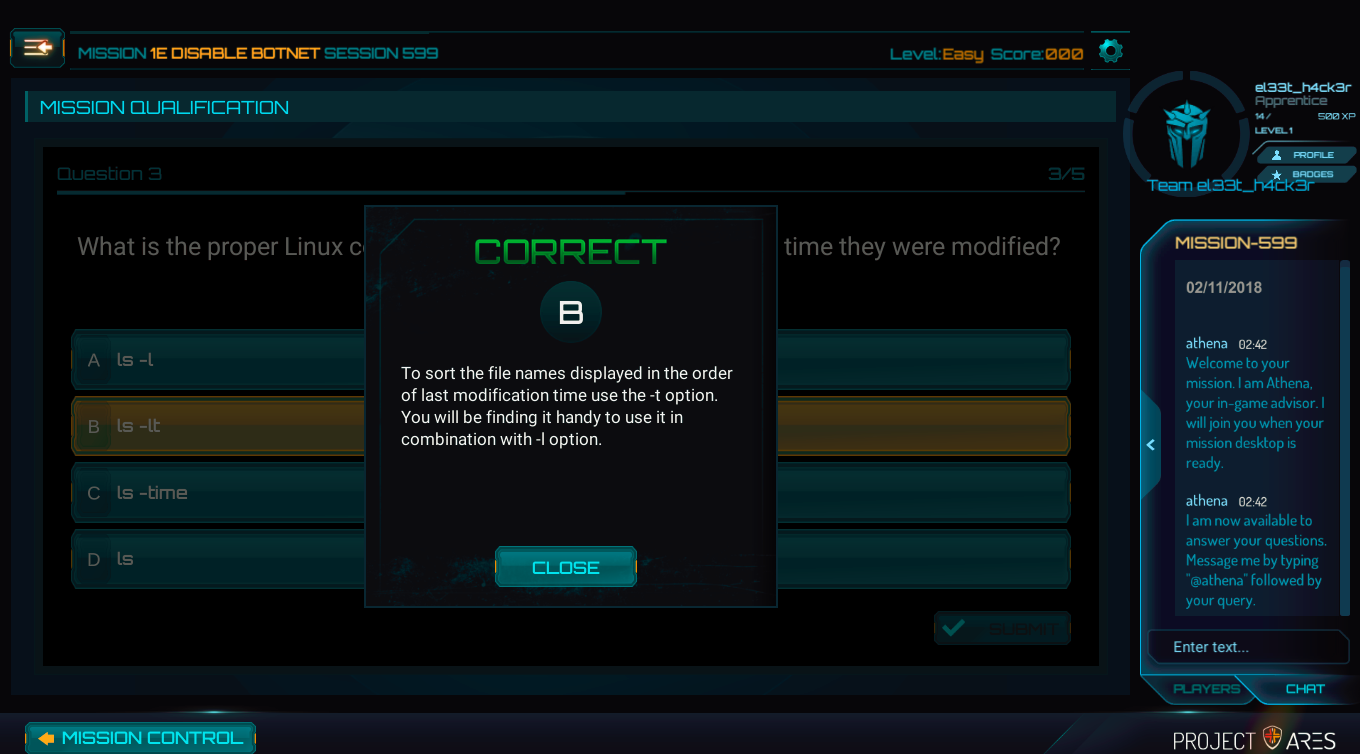 MISSION 1E DISABLE BOTNET SESSION 599
Level:Easy Score:000
MISSION QUALIFICATION
el33t_h4ck3r
Apprentice
14 / 500 XP
LEVEL 1
PROFILE
BADGES
Team el33t_h4ck3r
Question 3
3/5
What is the proper Linux c
time they were modified?
A ls -l
B ls -lt
C ls -time
D ls
SUBMIT
CORRECT
B
To sort the file names displayed in the order
of last modification time use the -t option.
You will be finding it handy to use it in
combination with -l option.
CLOSE
MISSION-599
02/11/2018
athena 02:42
Welcome to your
mission. I am Athena,
your in-game advisor. I
will join you when your
mission desktop is
ready.
athena 02:42
I am now available to
answer your questions.
Message me by typing
"@athena" followed by
your query.
Enter text...
PLAYERS
CHAT
MISSION CONTROL
PROJECT ARES